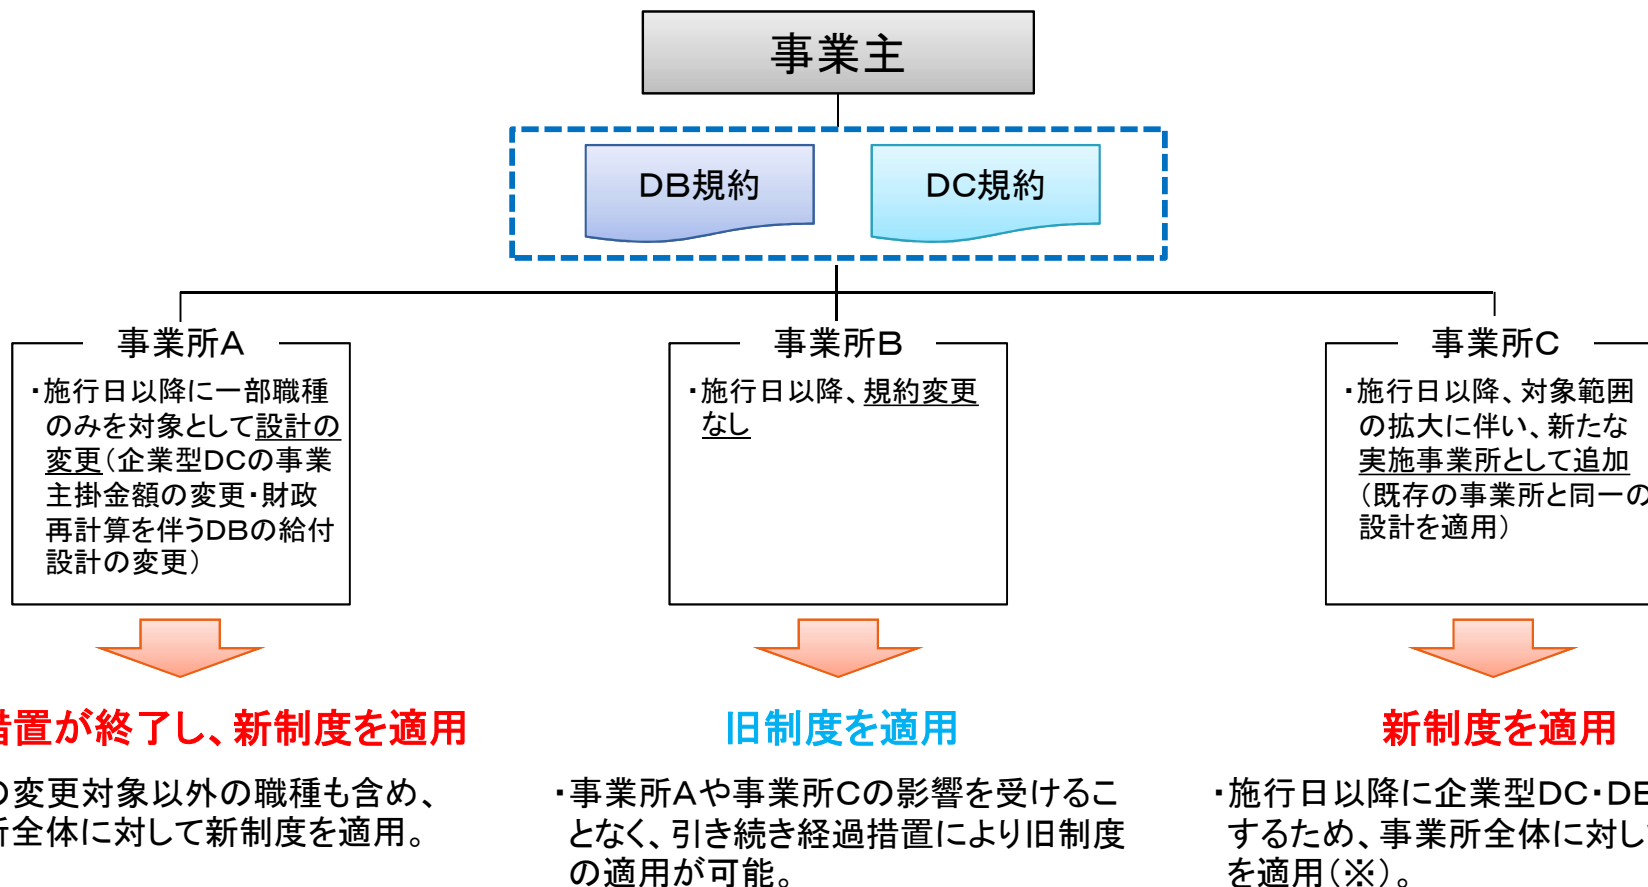 事業主
DB規約
DC規約
事業所A
・施行日以降に一部職種
のみを対象として設計の
変更(企業型DCの事業
主掛金額の変更・財政
再計算を伴うDBの給付
設計の変更)
事業所B
・施行日以降、規約変更
なし
事業所C
・施行日以降、対象範囲
の拡大に伴い、新たな
実施事業所として追加
(既存の事業所と同一の
設計を適用)
措置が終了し、新制度を適用
旧制度を適用
新制度を適用
の変更対象以外の職種も含め、
所全体に対して新制度を適用。
・事業所Aや事業所Cの影響を受けるこ
となく、引き続き経過措置により旧制度
の適用が可能。
・施行日以降に企業型DC・DB
するため、事業所全体に対し
を適用(※)。